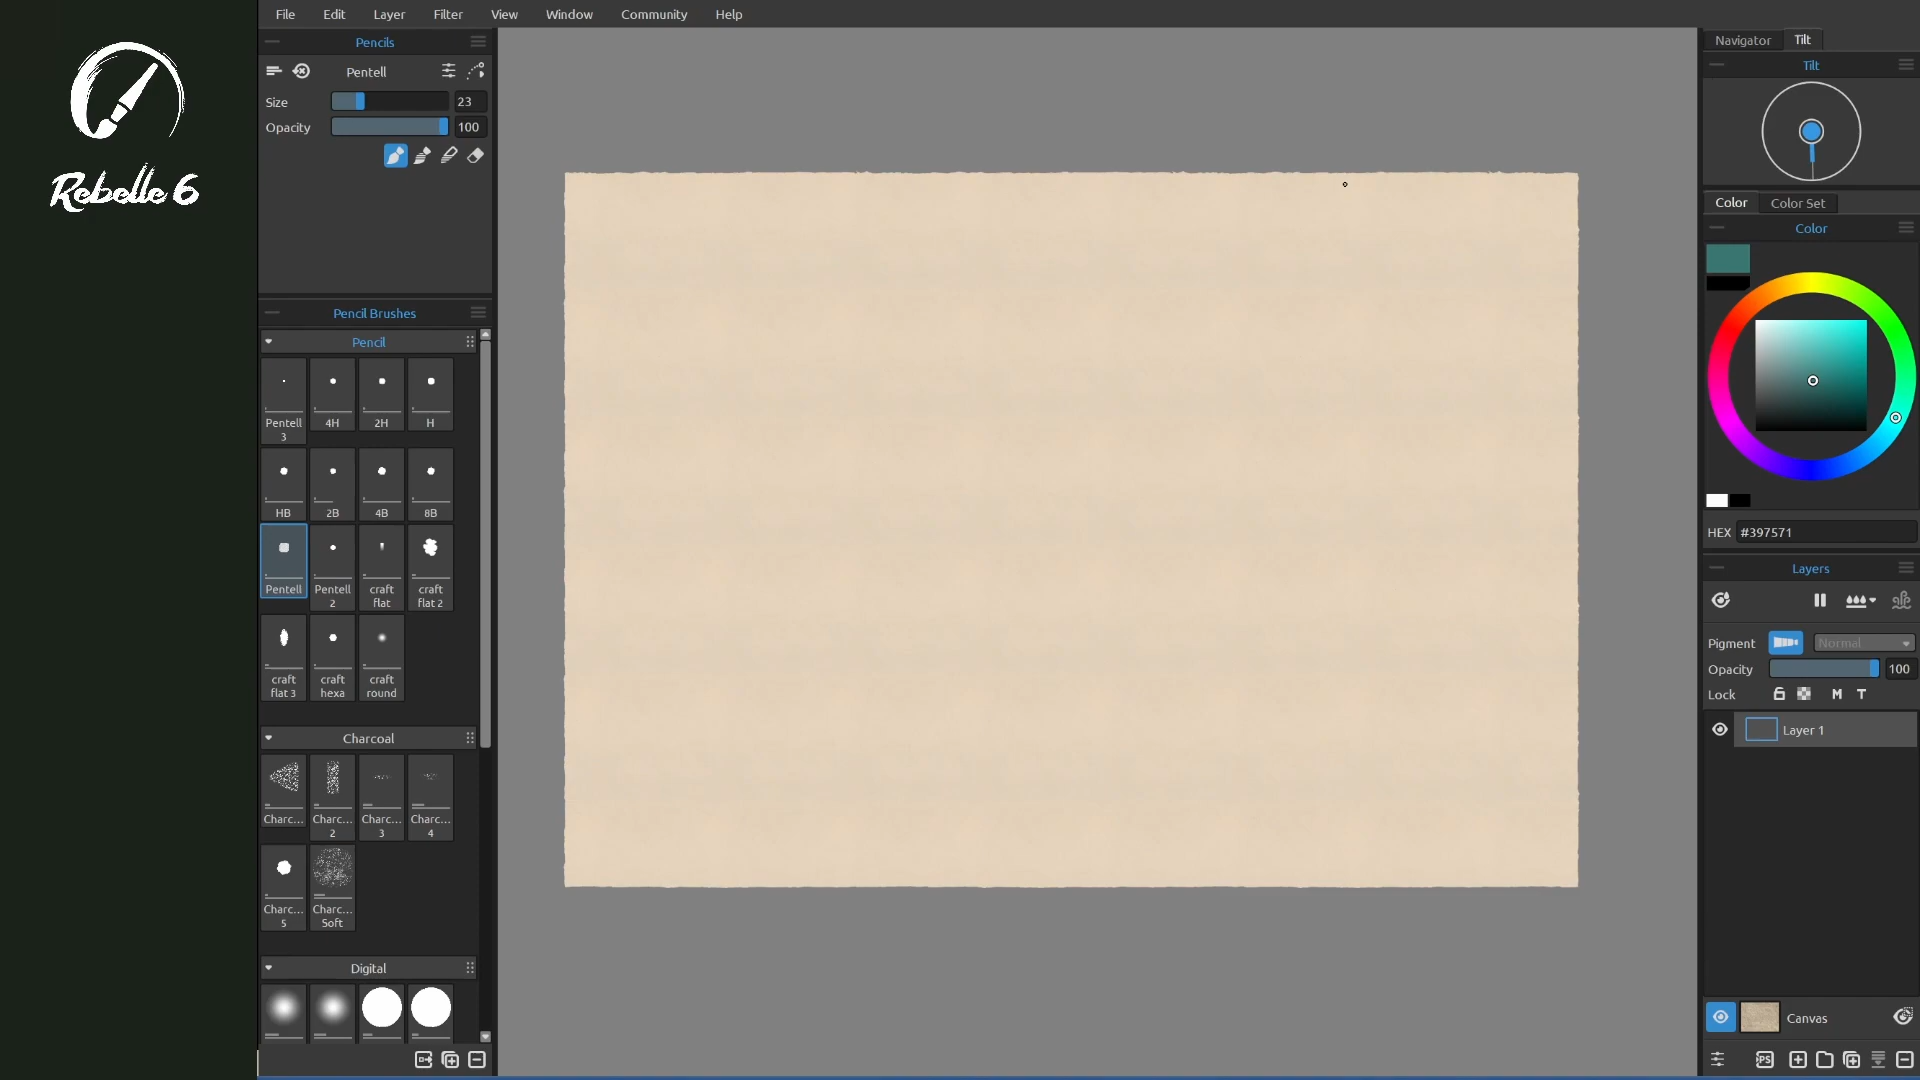 Rebelle 6
File Edit Layer Filter View Window Community Help
Pencils
Pentell
Size 23
Opacity 100
Pencil Brushes
Pencil
Pentell 4H 2H H
3
HB 2B 4B 8B
Pentell Pentell craft craft
2 flat flat 2
craft craft craft
flat 3 hexa round
Charcoal
Charc... Charc... Charc... Charc...
2 3 4
Charc... Charc...
5 Soft
Digital
Navigator Tilt
Tilt
Color Color Set
Color
HEX #397571
Layers
Pigment Normal
Opacity 100
Lock M T
Layer 1
Canvas
PS